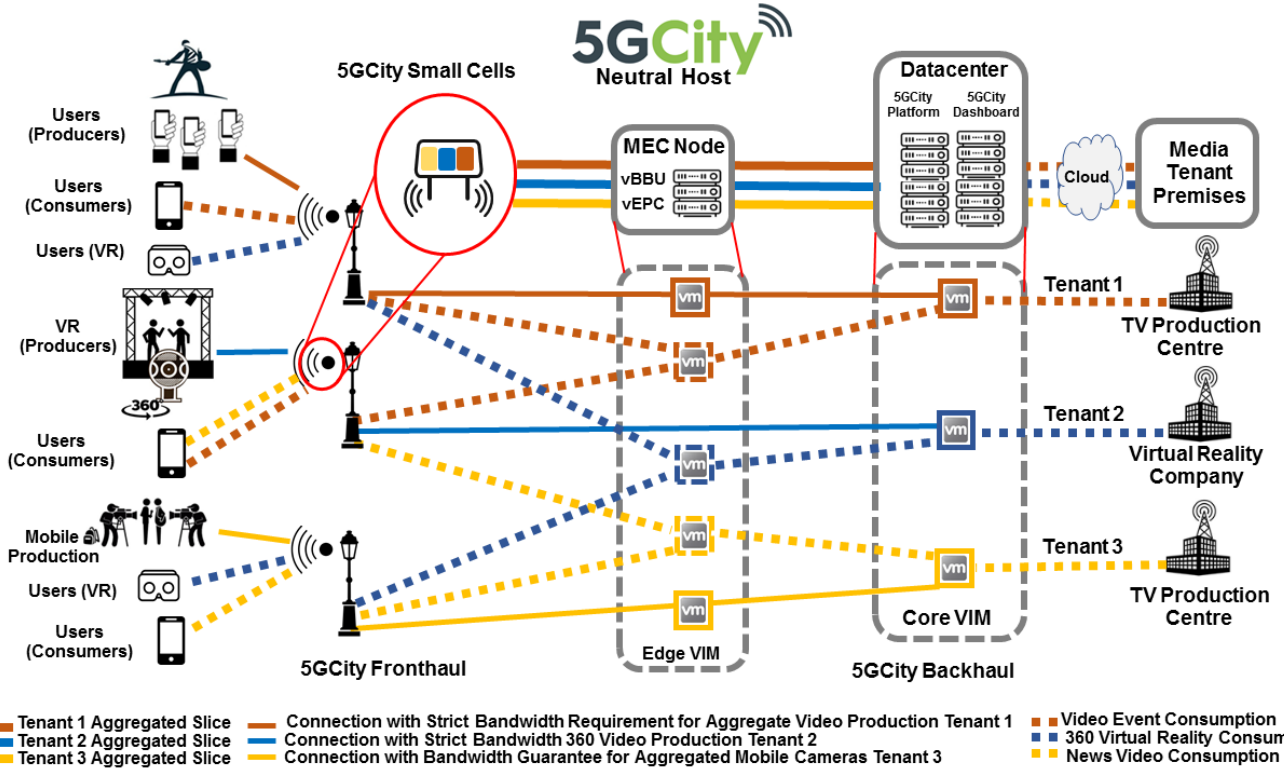 5GCity
Neutral Host
5GCity Small Cells
Datacenter
5GCity
Platform
5GCity
Dashboard
Users
(Producers)
MEC Node
vBBU
vEPC
Cloud
Media
Tenant
Premises
Users
(Consumers)
Users (VR)
vm
vm
Tenant 1
TV Production
Centre
VR
(Producers)
vm
360°
vm
Tenant 2
Virtual Reality
Company
Users
(Consumers)
vm
Mobile
Production
vm
vm
Tenant 3
TV Production
Centre
Users (VR)
vm
Core VIM
Users
(Consumers)
Edge VIM
5GCity Fronthaul
5GCity Backhaul
Tenant 1 Aggregated Slice
Connection with Strict Bandwidth Requirement for Aggregate Video Production Tenant 1
Video Event Consumption
Tenant 2 Aggregated Slice
Connection with Strict Bandwidth 360 Video Production Tenant 2
360 Virtual Reality Consum
Tenant 3 Aggregated Slice
Connection with Bandwidth Guarantee for Aggregated Mobile Cameras Tenant 3
News Video Consumption